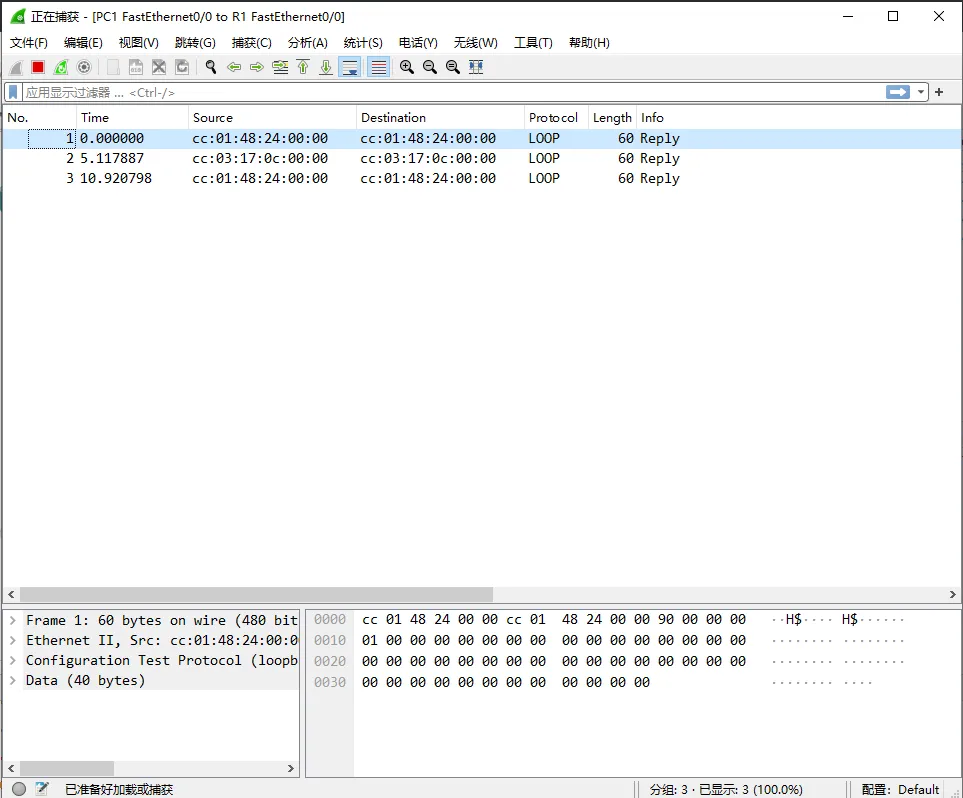 正在捕获 - [PC1 FastEthernet0/0 to R1 FastEthernet0/0]
文件(F) 编辑(E) 视图(V) 跳转(G) 捕获(C) 分析(A) 统计(S) 电话(Y) 无线(W) 工具(T) 帮助(H)
应用显示过滤器 … <Ctrl-/>
No. Time Source Destination Protocol Length Info
1 0.000000 cc:01:48:24:00:00 cc:01:48:24:00:00 LOOP 60 Reply
2 5.117887 cc:03:17:0c:00:00 cc:03:17:0c:00:00 LOOP 60 Reply
3 10.920798 cc:01:48:24:00:00 cc:01:48:24:00:00 LOOP 60 Reply
Frame 1: 60 bytes on wire (480 bit
Ethernet II, Src: cc:01:48:24:00:0
Configuration Test Protocol (loopb
Data (40 bytes)
0000 cc 01 48 24 00 00 cc 01 48 24 00 00 90 00 00 00 ··H$···· H$······
0010 01 00 00 00 00 00 00 00 00 00 00 00 00 00 00 00 ········ ········
0020 00 00 00 00 00 00 00 00 00 00 00 00 00 00 00 00 ········ ········
0030 00 00 00 00 00 00 00 00 00 00 00 00 ········ ····
已准备好加载或捕获 分组: 3 · 已显示: 3 (100.0%) 配置: Default